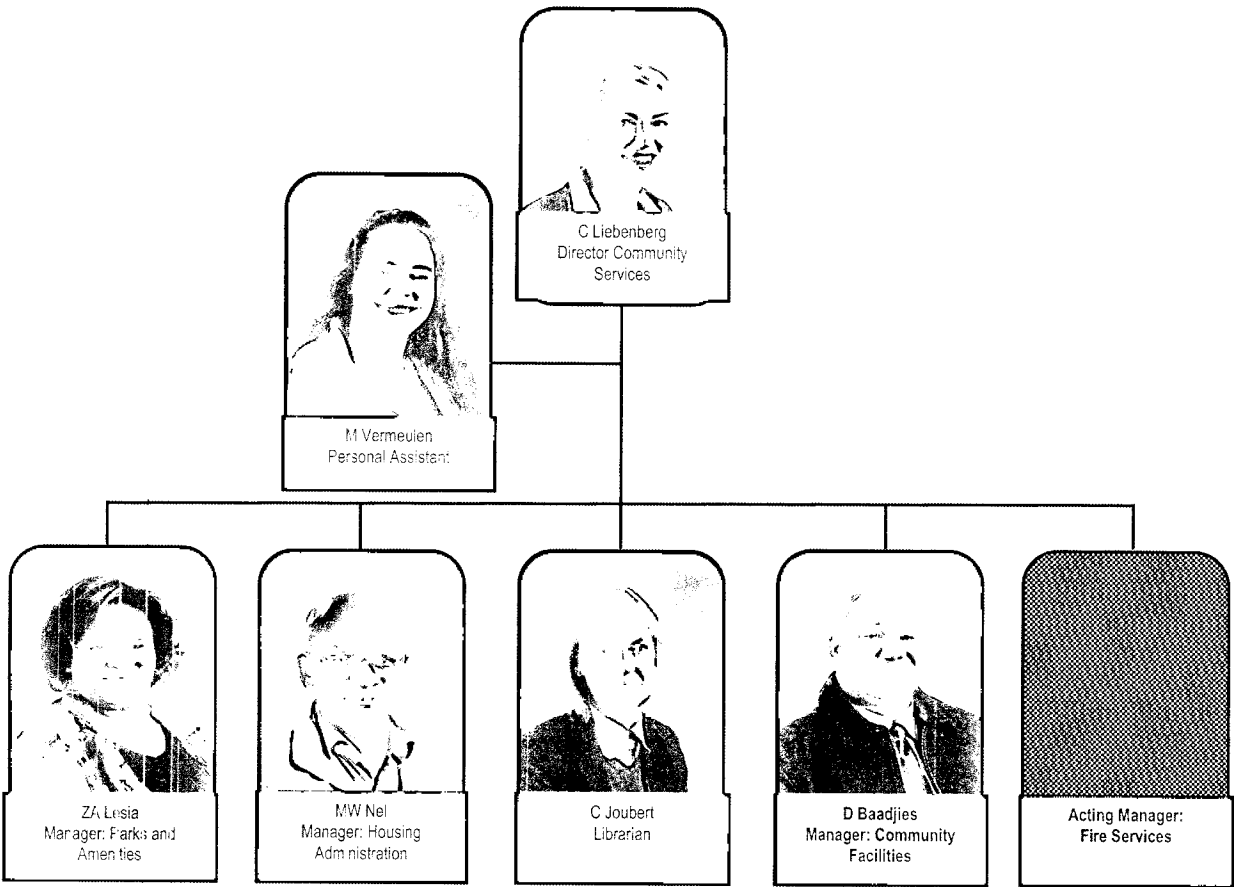 C Liebenberg
Director Community
Services
M Vermeulen
Personal Assistant
ZA Lesia
Manager: Parks and
Amenities
MW Nel
Manager: Housing
Administration
C Joubert
Librarian
D Baadjies
Manager: Community
Facilities
Acting Manager:
Fire Services